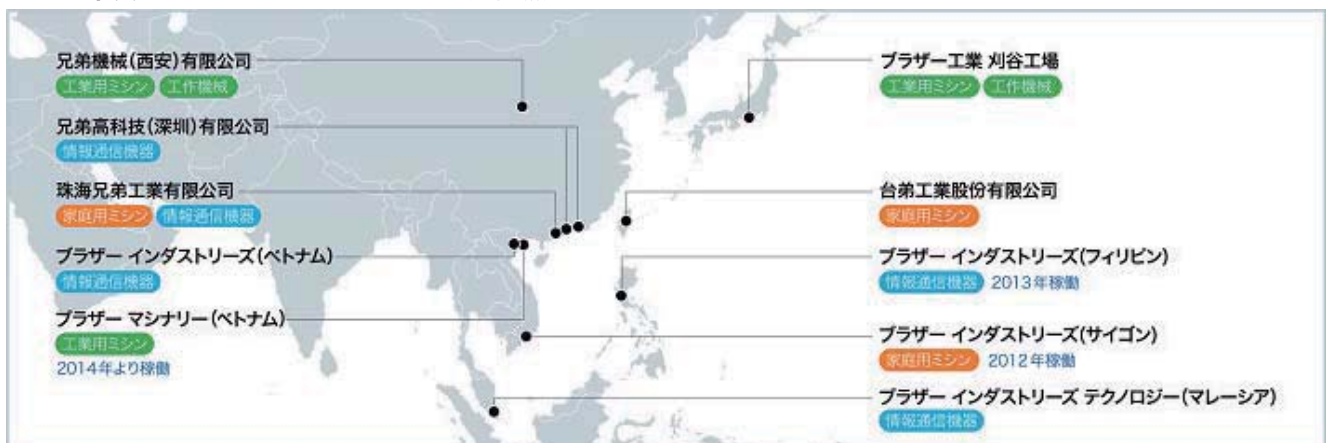 兄弟機械(西安)有限公司
工業用ミシン 工作機械
兄弟高科技(深圳)有限公司
情報通信機器
珠海兄弟工業有限公司
家庭用ミシン 情報通信機器
ブラザー インダストリーズ(ベトナム)
情報通信機器
ブラザー マシナリー(ベトナム)
工業用ミシン
2014年より稼働
ブラザー工業 刈谷工場
工業用ミシン 工作機械
台弟工業股份有限公司
家庭用ミシン
ブラザー インダストリーズ(フィリピン)
情報通信機器 2013年稼働
ブラザー インダストリーズ(サイゴン)
家庭用ミシン 2012年稼働
ブラザー インダストリーズ テクノロジー(マレーシア)
情報通信機器